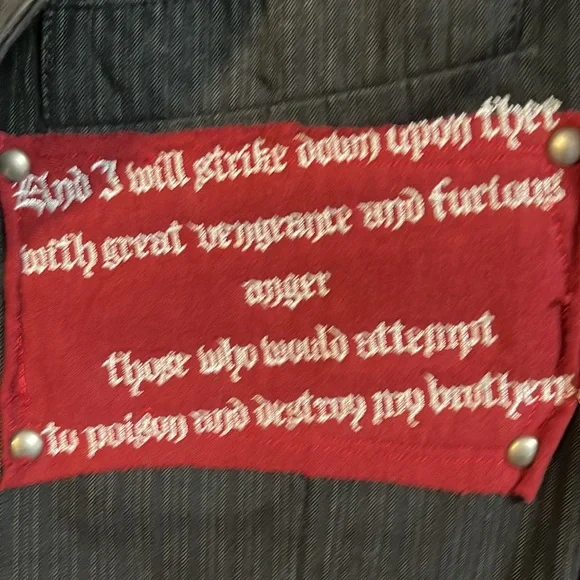 And I will strike down upon thee
with great vengeance and furious
anger
those who would attempt
to poison and destroy my brothers